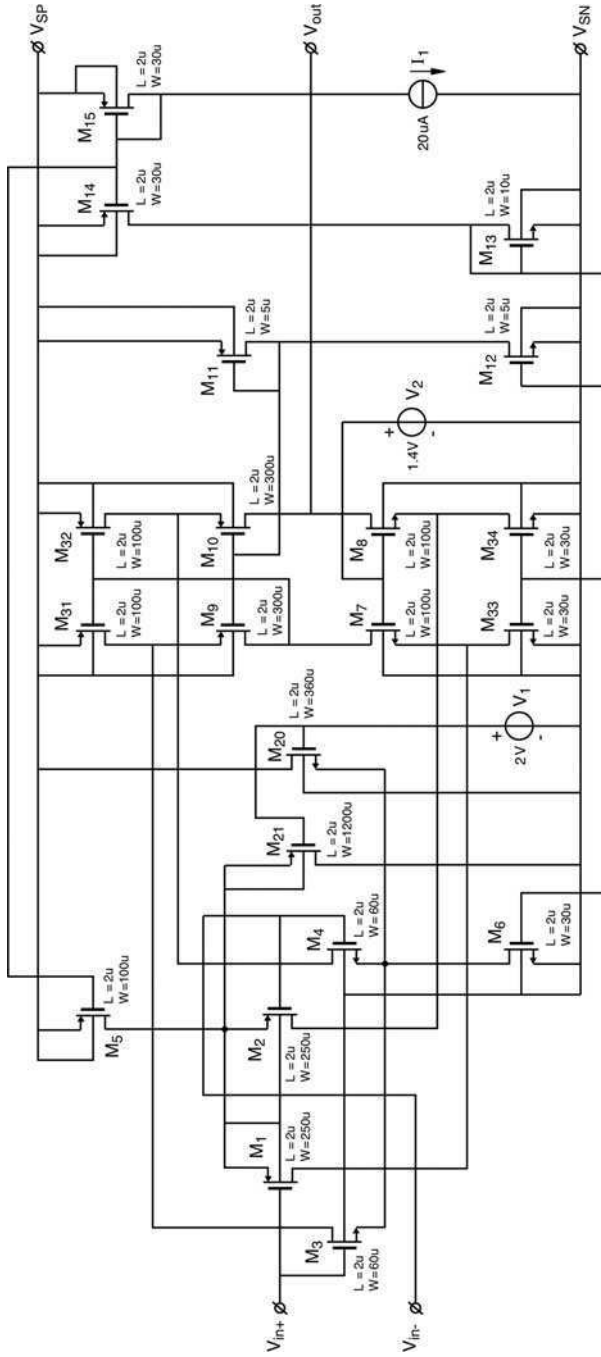 V_SP
V_out
V_SN
M15
L=2u
W=30u
I_1
20uA
M14
L=2u
W=30u
M13
L=2u
W=10u
M11
L=2u
W=5u
M12
L=2u
W=5u
V2
1.4V
+
-
M32
L=2u
W=100u
M10
L=2u
W=300u
M8
L=2u
W=100u
M34
L=2u
W=30u
M31
L=2u
W=100u
M9
L=2u
W=300u
M7
L=2u
W=100u
M33
L=2u
W=30u
M20
L=2u
W=360u
V1
2V
+
-
M21
L=2u
W=1200u
M5
L=2u
W=100u
M4
L=2u
W=60u
M6
L=2u
W=30u
M2
L=2u
W=250u
M1
L=2u
W=250u
M3
L=2u
W=60u
V_in+
V_in-